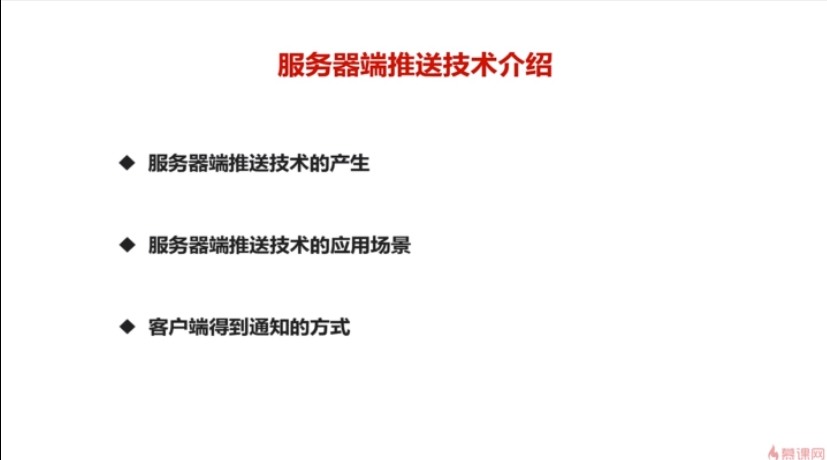 服务器端推送技术介绍
◆ 服务器端推送技术的产生
◆ 服务器端推送技术的应用场景
◆ 客户端得到通知的方式
慕课网